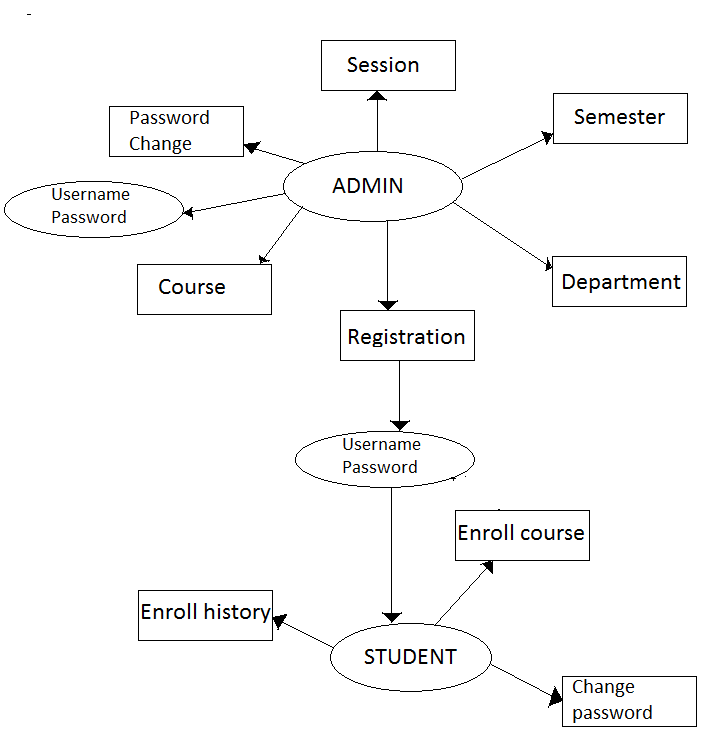 Session
Password
Change
Semester
Username
Password
ADMIN
Course
Department
Registration
Username
Password
Enroll course
Enroll history
STUDENT
Change
password